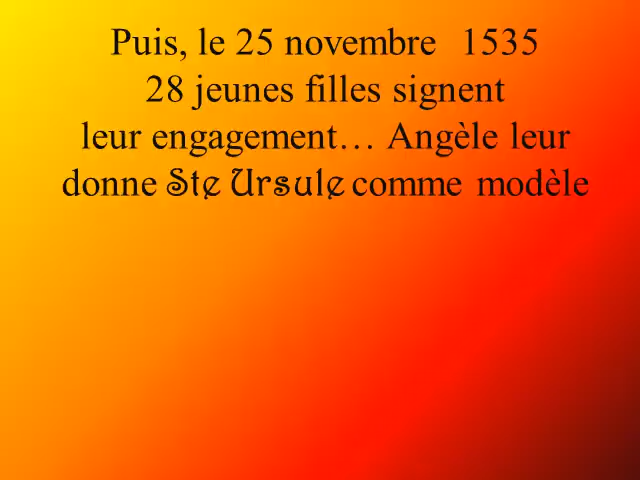 Puis, le 25 novembre 1535
28 jeunes filles signent
leur engagement… Angèle leur
donne Ste Ursule comme modèle